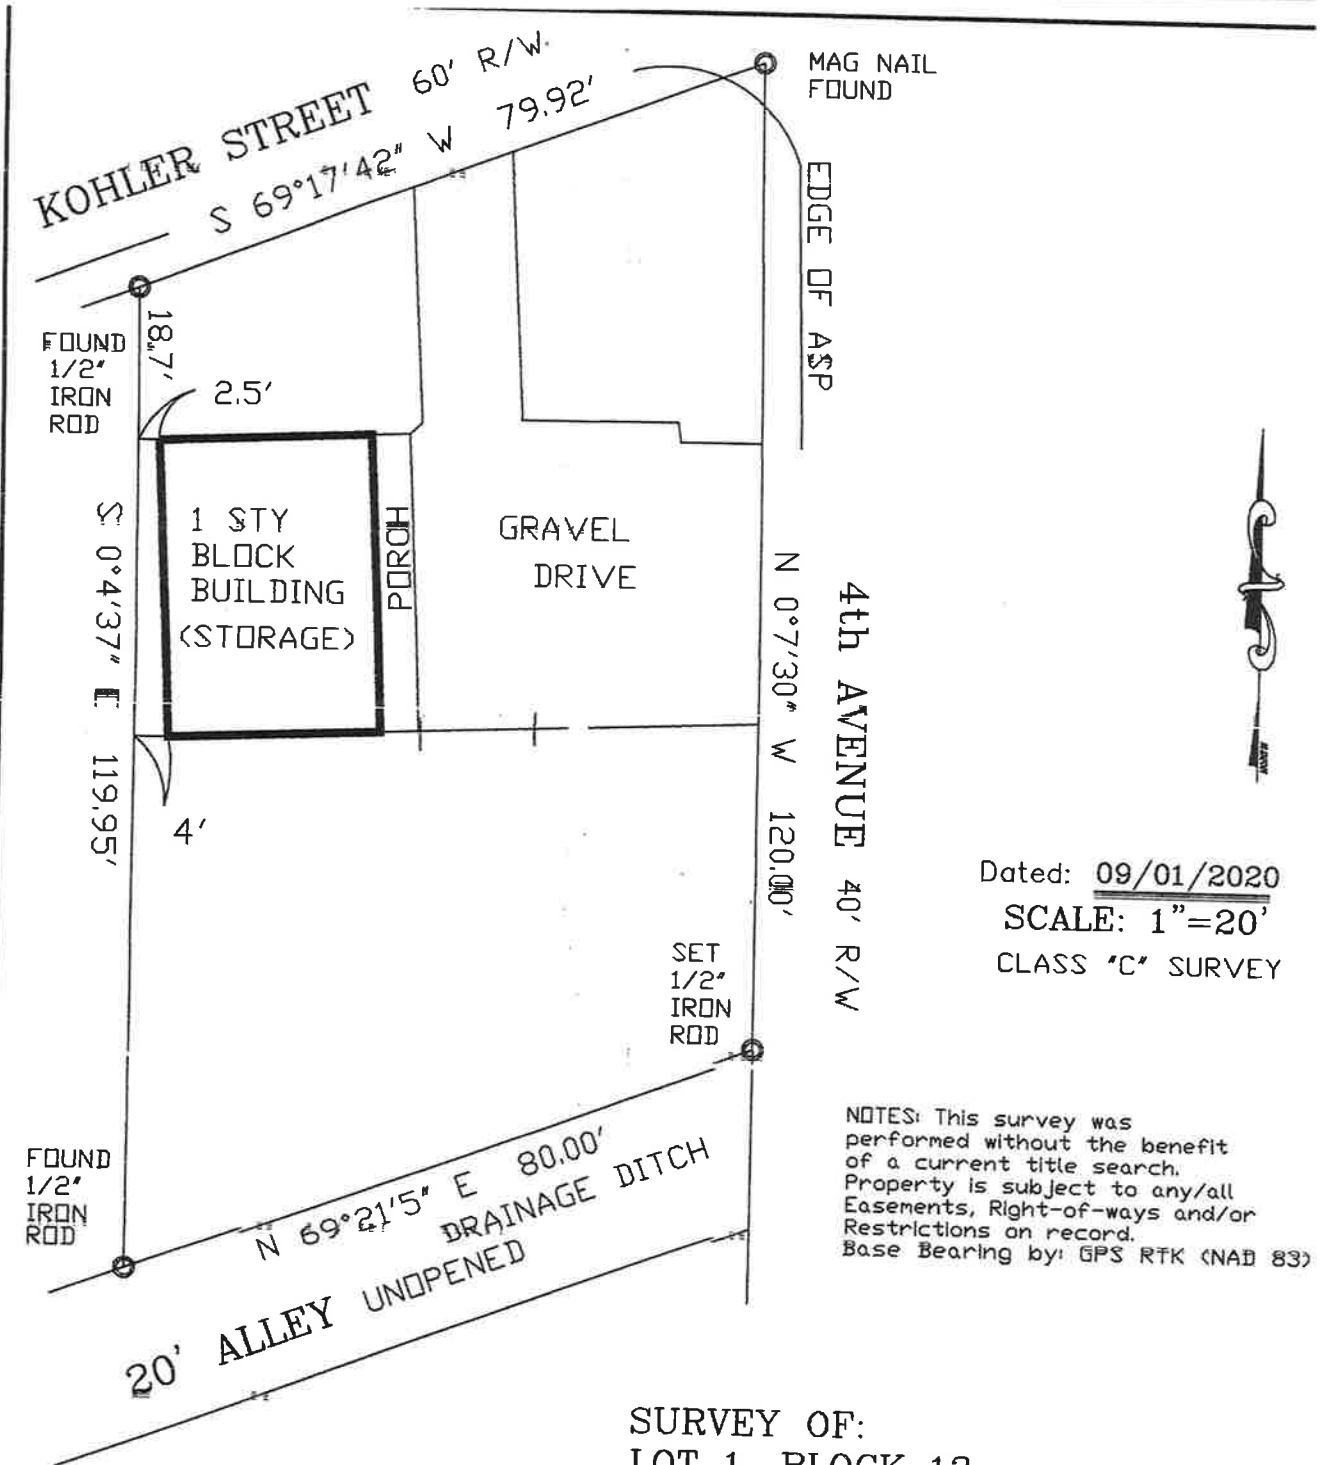 KOHLER STREET 60' R/W.
S 69°17'42" W 79.92'
MAG NAIL
FOUND
EDGE OF ASP
FOUND
1/2"
IRON
ROD
18.7'
2.5'
1 STY
BLOCK
BUILDING
(STORAGE)
PORCH
GRAVEL
DRIVE
S 0°4'37" E 119.95'
N 0°7'30" W 120.00'
4th AVENUE 40' R/W
4'
Dated: 09/01/2020
SCALE: 1"=20'
CLASS "C" SURVEY
SET
1/2"
IRON
ROD
FOUND
1/2"
IRON
ROD
N 69°21'5" E 80.00'
DRAINAGE DITCH
20' ALLEY UNOPENED
NOTES: This survey was
performed without the benefit
of a current title search.
Property is subject to any/all
Easements, Right-of-ways and/or
Restrictions on record.
Base Bearing by: GPS RTK (NAD 83)
SURVEY OF:
LOT 1, BLOCK 12